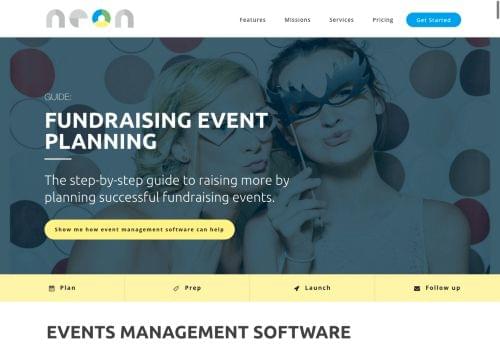 neon
Features Missions Services Pricing Get Started
GUIDE:
FUNDRAISING EVENT
PLANNING
The step-by-step guide to raising more by
planning successful fundraising events.
Show me how event management software can help
Plan Prep Launch Follow up
EVENTS MANAGEMENT SOFTWARE